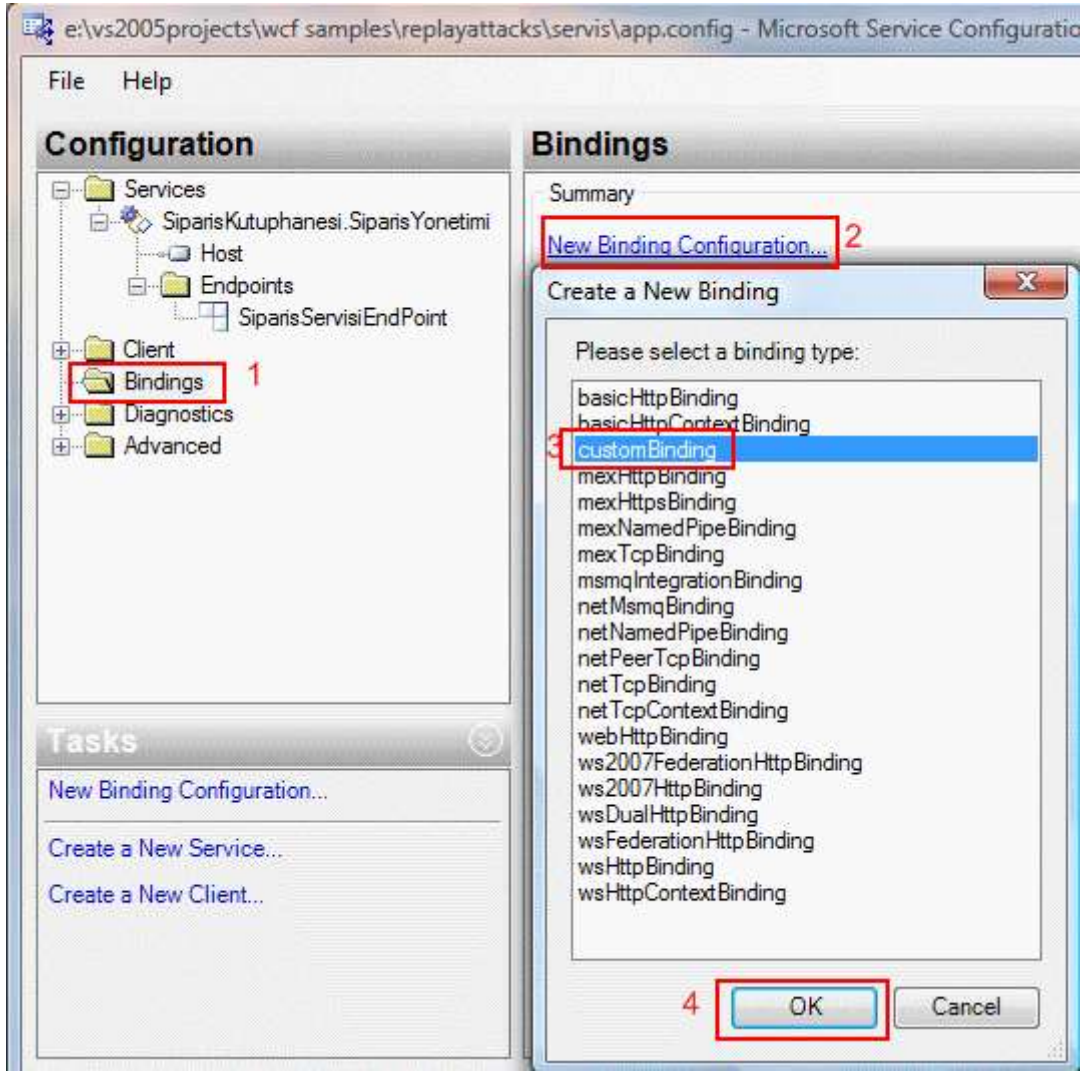 e:\vs2005projects\wcf samples\replayattacks\servis\app.config - Microsoft Service Configuratio
File Help
Configuration
Services
SiparisKutuphanesi.SiparisYonetimi
Host
Endpoints
SiparisServisiEndPoint
Client
Bindings 1
Diagnostics
Advanced
Tasks
New Binding Configuration...
Create a New Service...
Create a New Client...
Bindings
Summary
New Binding Configuration... 2
Create a New Binding
Please select a binding type:
basicHttpBinding
basicHttpContextBinding
3 customBinding
mexHttpBinding
mexHttpsBinding
mexNamedPipeBinding
mexTcpBinding
msmqIntegrationBinding
netMsmqBinding
netNamedPipeBinding
netPeerTcpBinding
netTcpBinding
netTcpContextBinding
webHttpBinding
ws2007FederationHttpBinding
ws2007HttpBinding
wsDualHttpBinding
wsFederationHttpBinding
wsHttpBinding
wsHttpContextBinding
4 OK Cancel